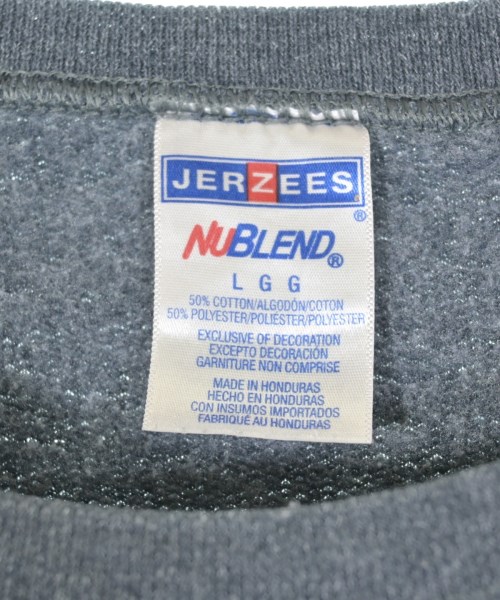 JERZEES
®
NUBLEND®
L G G
50% COTTON/ALGODÓN/COTON
50% POLYESTER/POLIÉSTER/POLYESTER
EXCLUSIVE OF DECORATION
EXCEPTO DECORACIÓN
GARNITURE NON COMPRISE
MADE IN HONDURAS
HECHO EN HONDURAS
CON INSUMOS IMPORTADOS
FABRIQUÉ AU HONDURAS